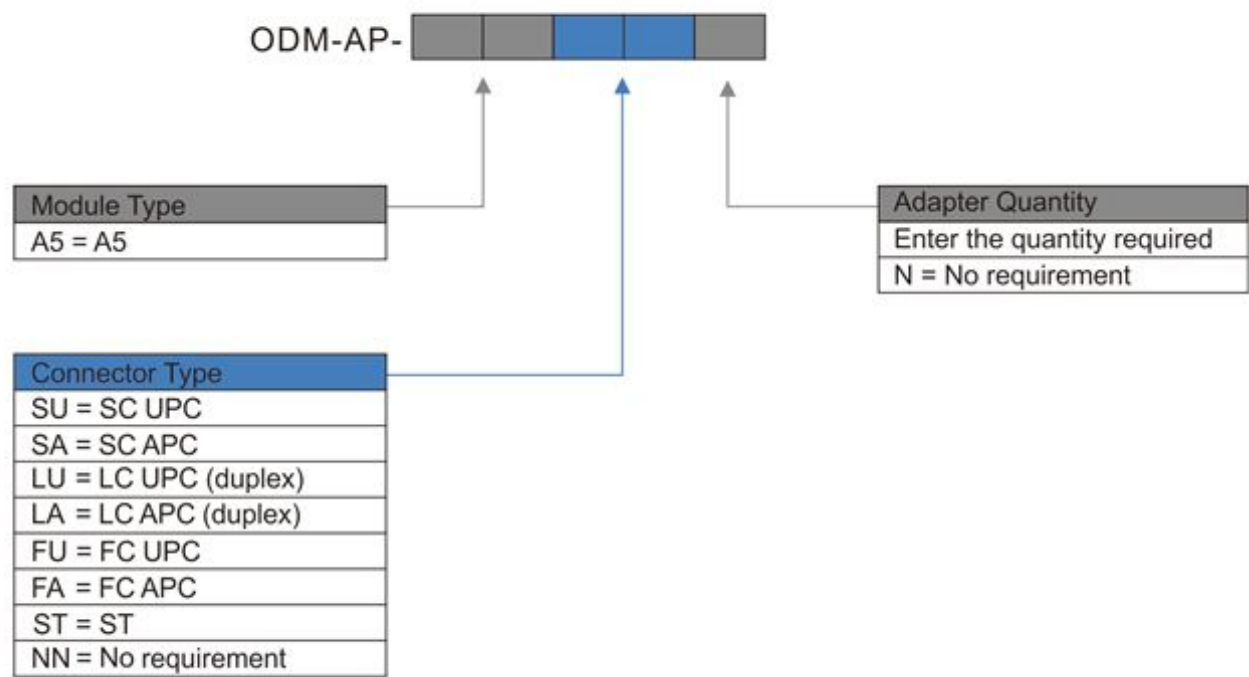 ODM-AP-
Module Type
A5 = A5
Adapter Quantity
Enter the quantity required
N = No requirement
Connector Type
SU = SC UPC
SA = SC APC
LU = LC UPC (duplex)
LA = LC APC (duplex)
FU = FC UPC
FA = FC APC
ST = ST
NN = No requirement